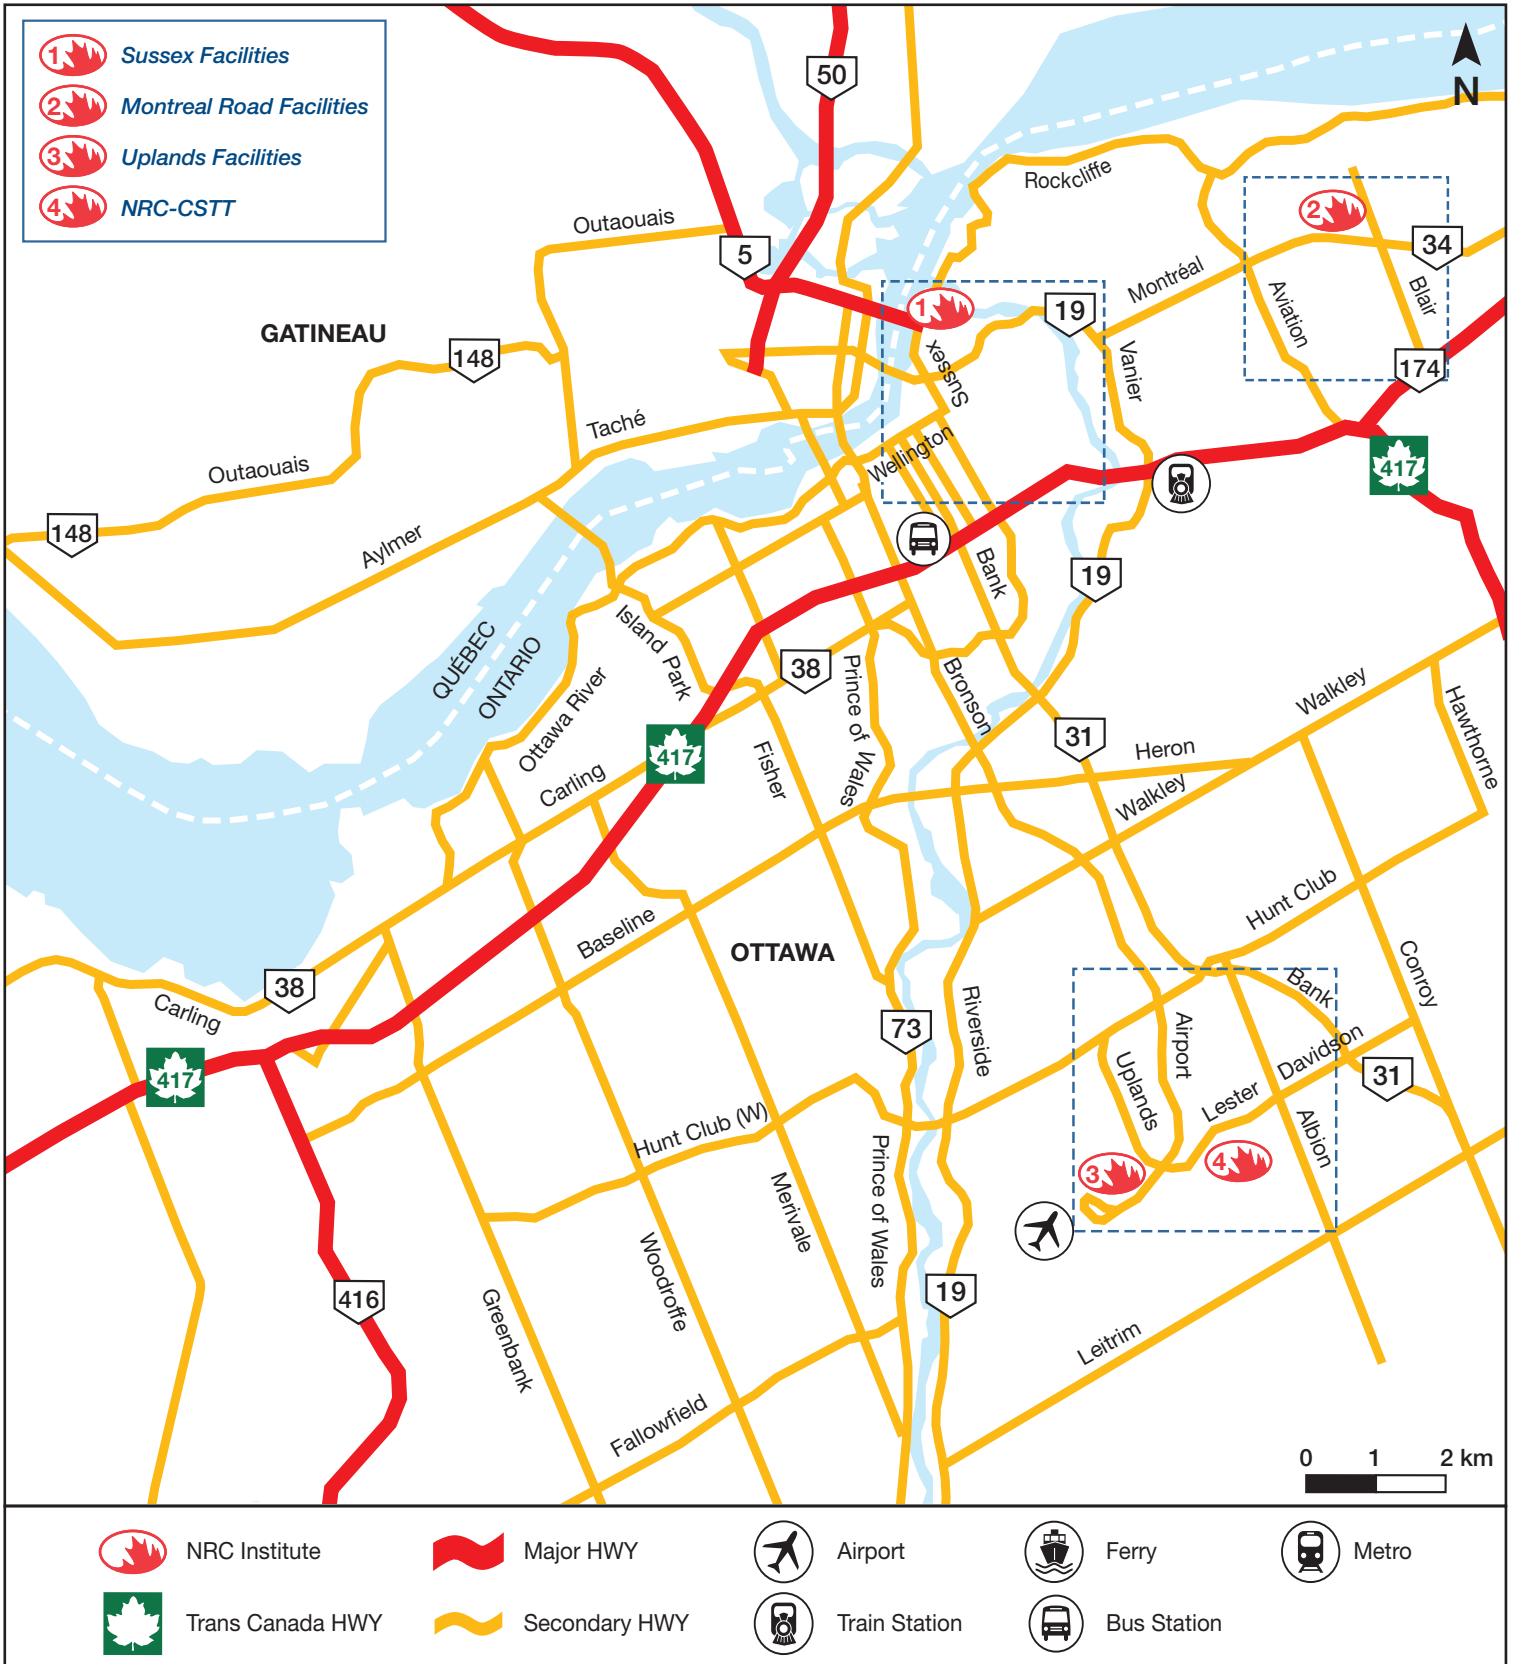 1 Sussex Facilities
2 Montreal Road Facilities
3 Uplands Facilities
4 NRC-CSTT
50
N
Rockcliffe
2
Outaouais
34
5
Montréal
Blair
Aviation
1
19
GATINEAU
148
Sussex
Vanier
174
Taché
Wellington
417
Outaouais
148
Aylmer
Bank
19
Island Park
QUÉBEC
ONTARIO
38
Prince of Wales
Bronson
Walkley
Ottawa River
Hawthorne
31
417
Heron
Fisher
Carling
Walkley
Baseline
Hunt Club
OTTAWA
38
Carling
Conroy
Bank
73
Riverside
Airport
417
Davidson
Uplands
31
Lester
Hunt Club (W)
Albion
3
4
Prince of Wales
Merivale
Woodroffe
416
19
Greenbank
Leitrim
Fallowfield
0 1 2 km
NRC Institute
Major HWY
Airport
Ferry
Metro
Trans Canada HWY
Secondary HWY
Train Station
Bus Station